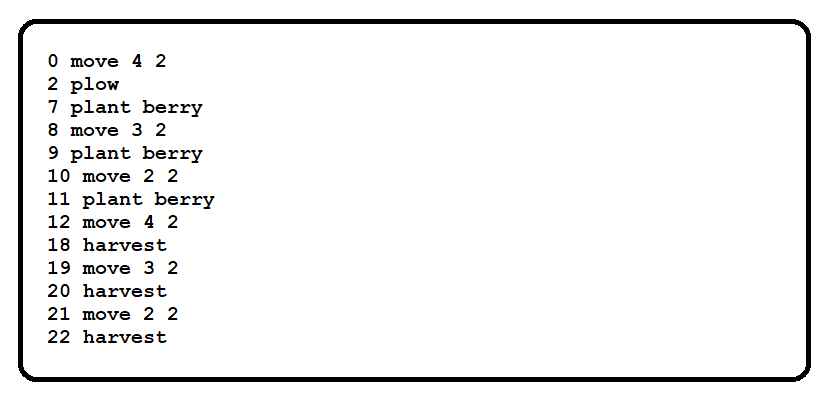 0 move 4 2
2 plow
7 plant berry
8 move 3 2
9 plant berry
10 move 2 2
11 plant berry
12 move 4 2
18 harvest
19 move 3 2
20 harvest
21 move 2 2
22 harvest